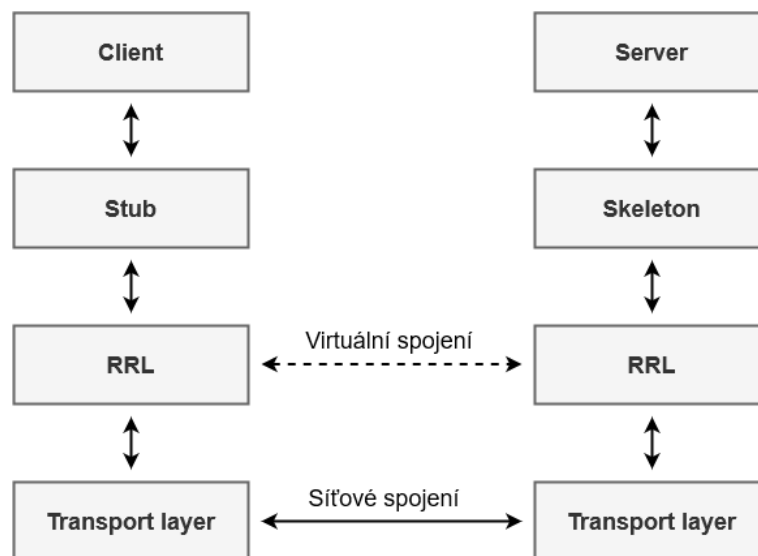 Client
Server
Stub
Skeleton
Virtuální spojení
RRL
RRL
Síťové spojení
Transport layer
Transport layer